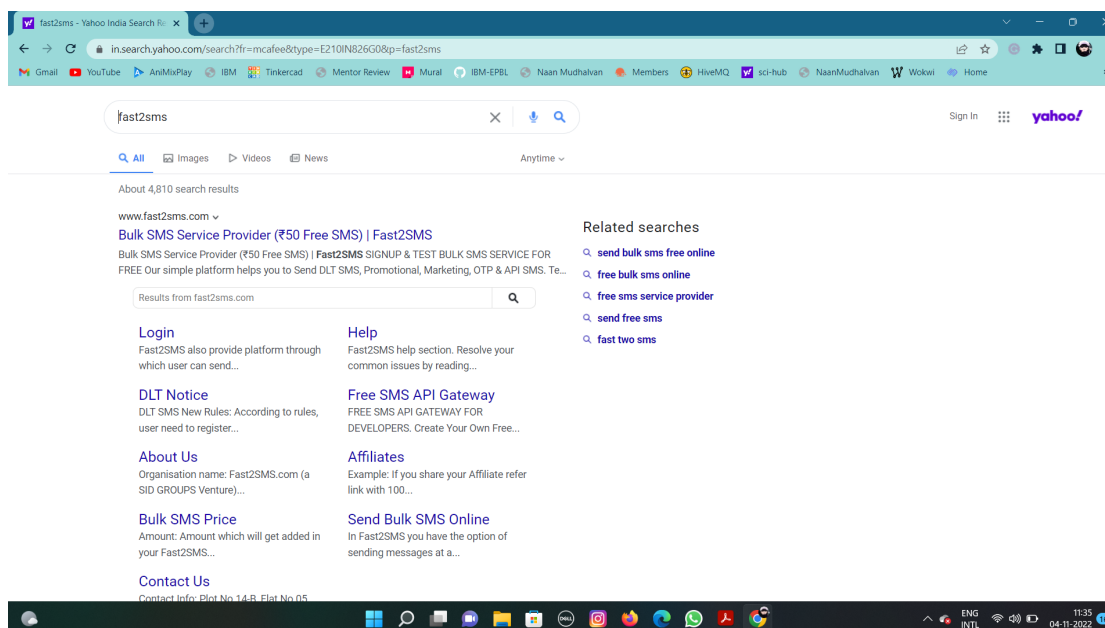 fast2sms - Yahoo India Search Re
in.search.yahoo.com/search?fr=mcafee&type=E210IN826G0&p=fast2sms
Gmail YouTube AniMixPlay IBM Tinkercad Mentor Review Mural IBM-EPBL Naan Mudhalvan Members HiveMQ sci-hub NaanMudhalvan Wokwi Home
fast2sms
Sign In
yahoo!
All Images Videos News Anytime
About 4,810 search results
www.fast2sms.com
Bulk SMS Service Provider (₹50 Free SMS) | Fast2SMS
Bulk SMS Service Provider (₹50 Free SMS) | Fast2SMS SIGNUP & TEST BULK SMS SERVICE FOR
FREE Our simple platform helps you to Send DLT SMS, Promotional, Marketing, OTP & API SMS. Te...
Results from fast2sms.com
Login
Fast2SMS also provide platform through
which user can send...
Help
Fast2SMS help section. Resolve your
common issues by reading...
DLT Notice
DLT SMS New Rules: According to rules,
user need to register...
Free SMS API Gateway
FREE SMS API GATEWAY FOR
DEVELOPERS. Create Your Own Free...
About Us
Organisation name: Fast2SMS.com (a
SID GROUPS Venture)...
Affiliates
Example: If you share your Affiliate refer
link with 100...
Bulk SMS Price
Amount: Amount which will get added in
your Fast2SMS...
Send Bulk SMS Online
In Fast2SMS you have the option of
sending messages at a...
Contact Us
Contact Info: Plot No 14-B, Flat No 05
Related searches
send bulk sms free online
free bulk sms online
free sms service provider
send free sms
fast two sms
DELL
ENG
INTL
11:35
04-11-2022